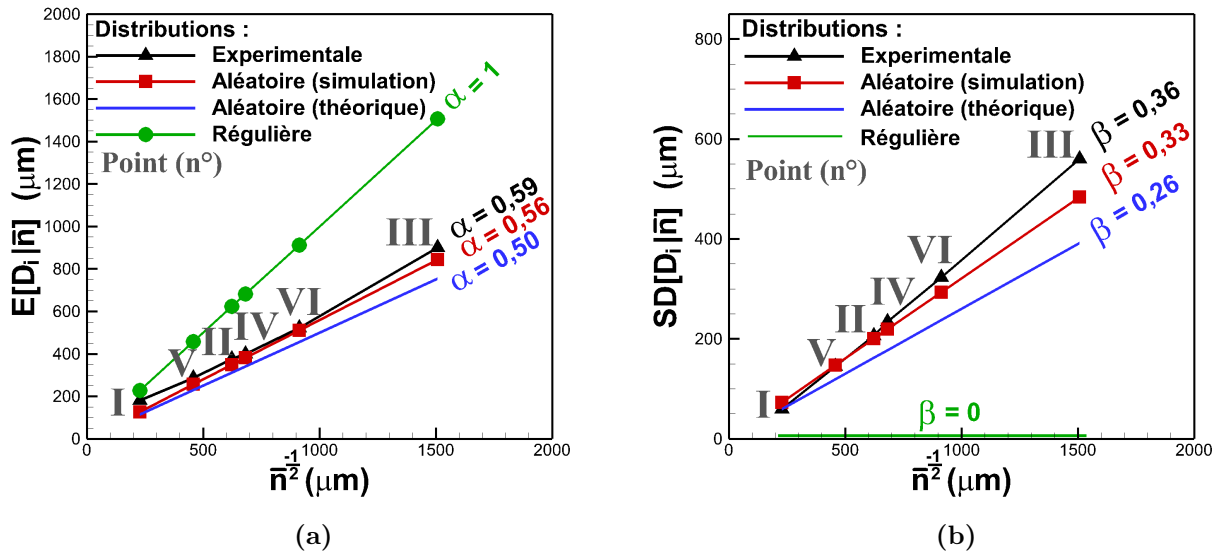 2000
1800
1600
1400
1200
1000
800
600
400
200
0
0
500
1000
1500
2000
E[Dᵢ|n̅] (μm)
n̅^(-1/2) (μm)
Distributions :
Experimentale
Aléatoire (simulation)
Aléatoire (théorique)
Régulière
Point (n°)
α = 1
α = 0,59
α = 0,56
α = 0,50
I
V
II
IV
VI
III
(a)
800
600
400
200
0
0
500
1000
1500
2000
SD[Dᵢ|n̅] (μm)
n̅^(-1/2) (μm)
Distributions :
Experimentale
Aléatoire (simulation)
Aléatoire (théorique)
Régulière
Point (n°)
β = 0,36
β = 0,33
β = 0,26
β = 0
I
V
II
IV
VI
III
(b)